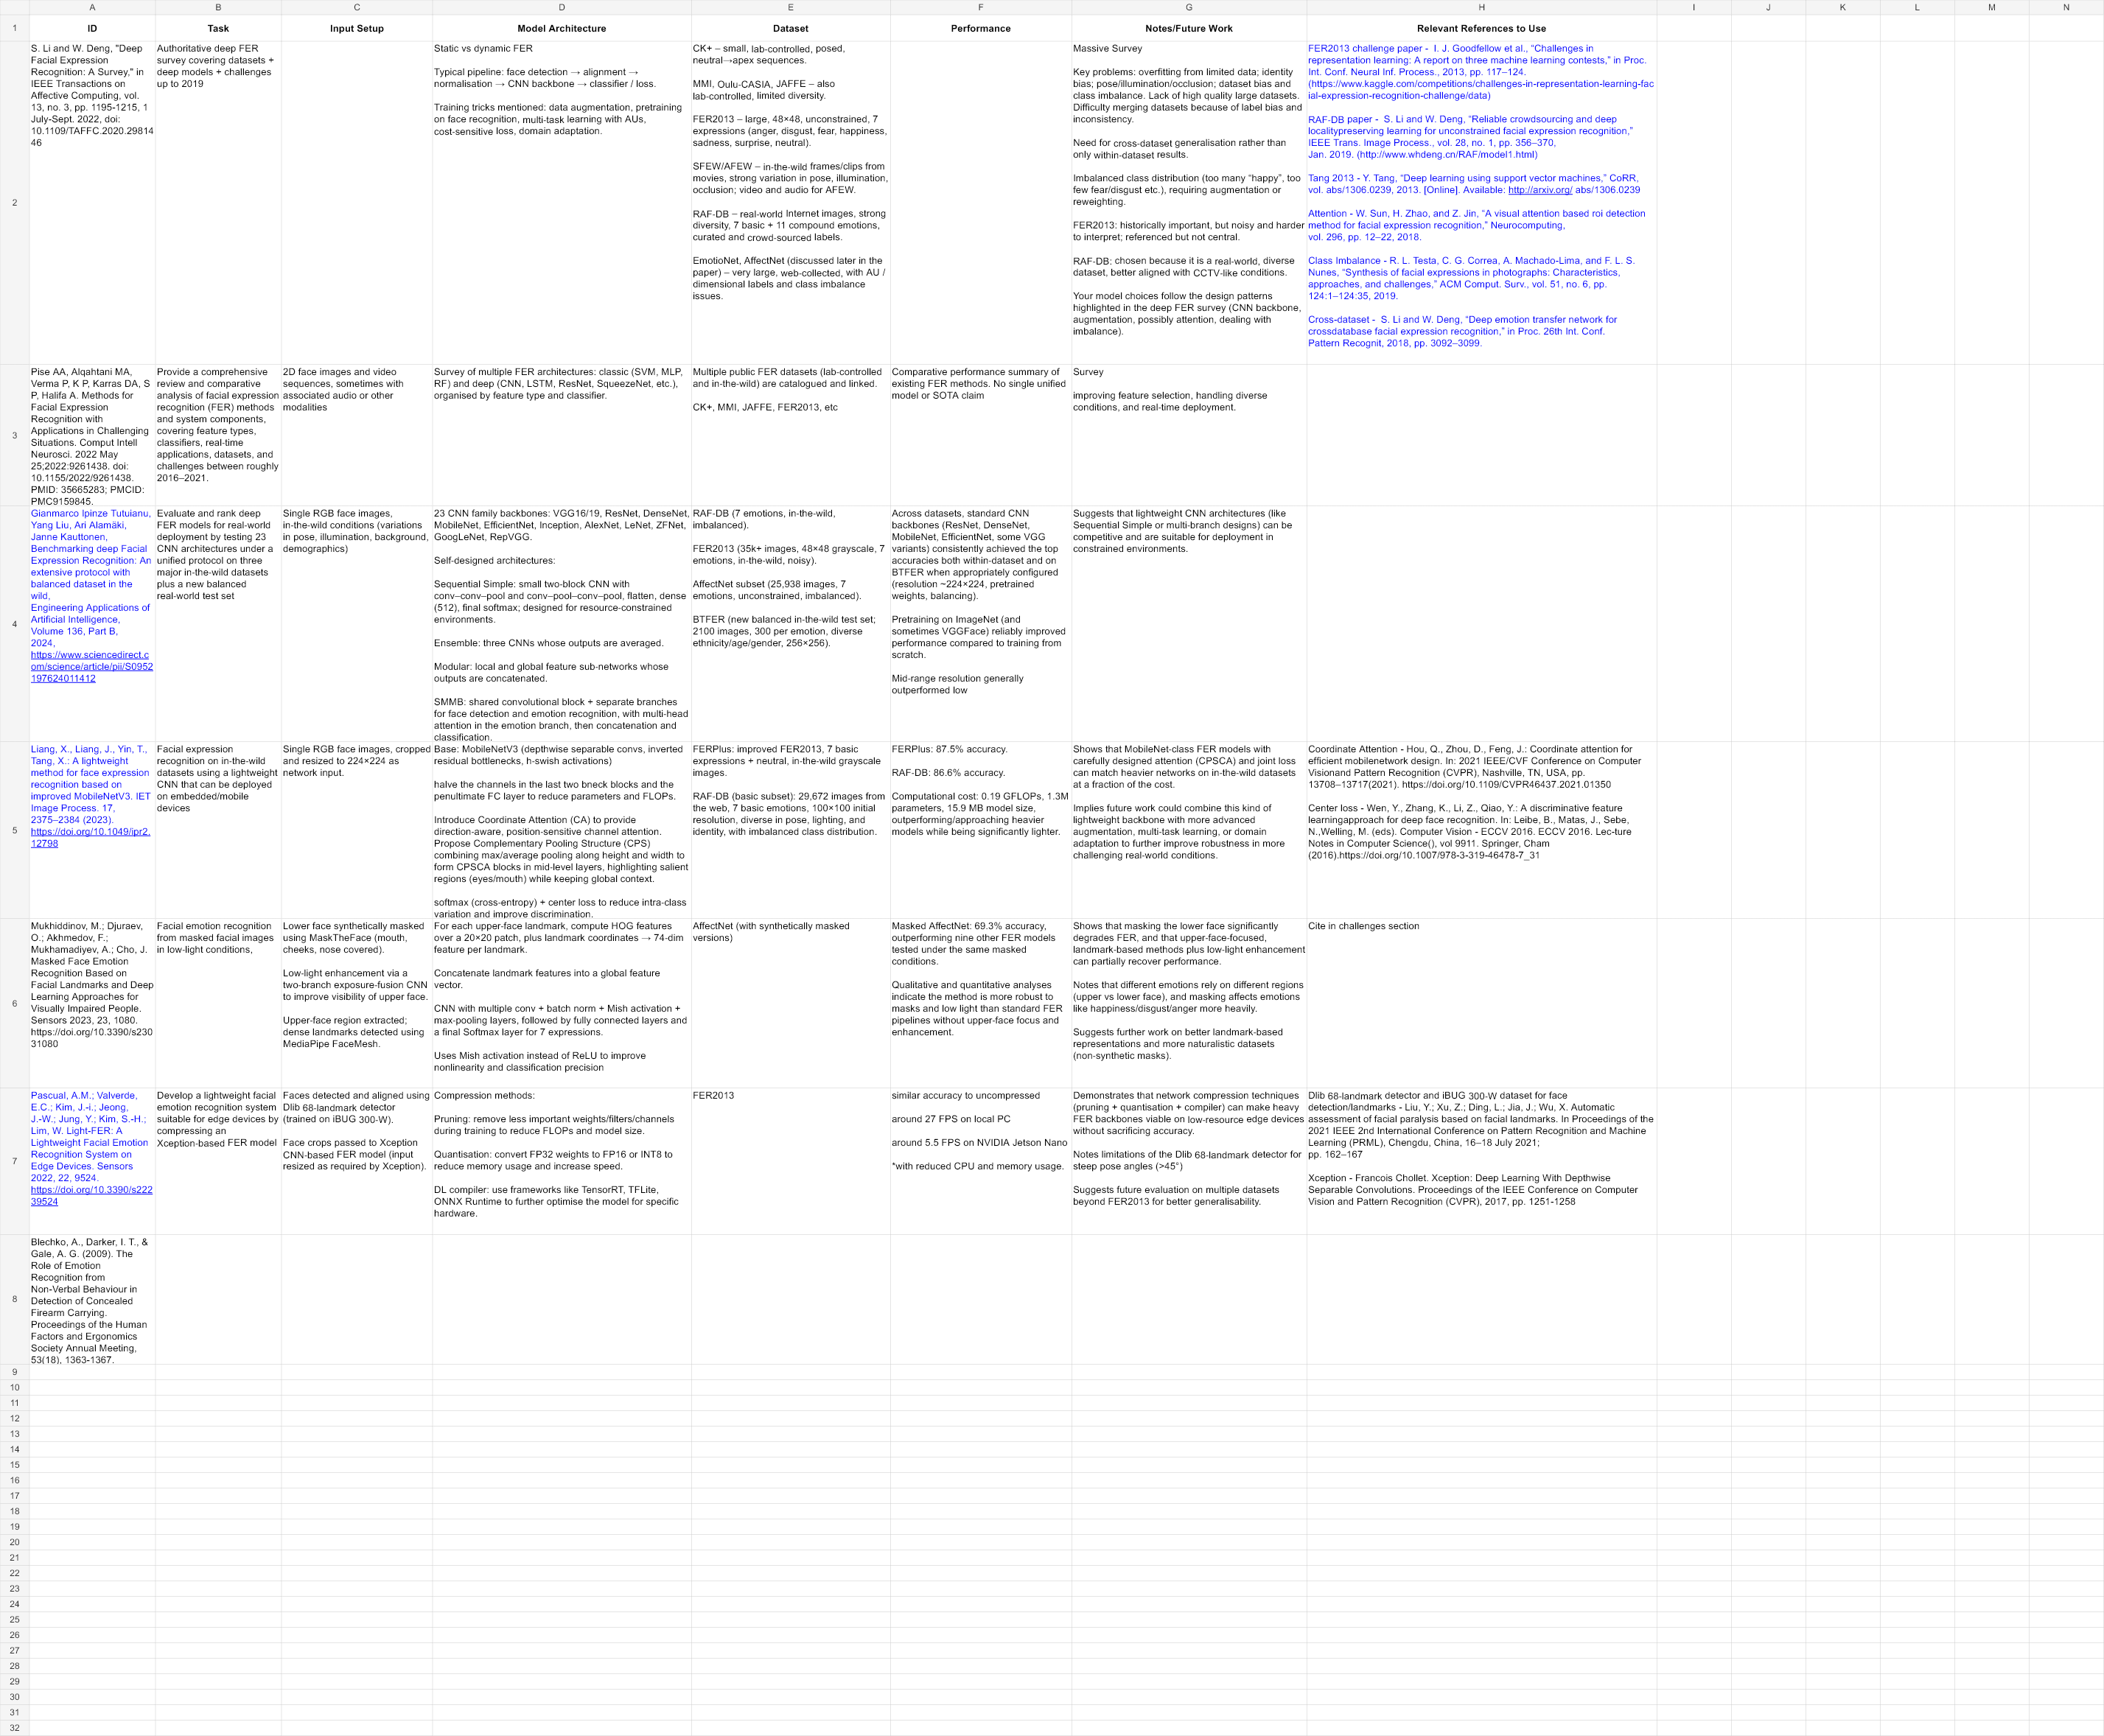 A B C D E F G H I J K L M N
1 ID Task Input Setup Model Architecture Dataset Performance Notes/Future Work Relevant References to Use
2
S. Li and W. Deng, "Deep
Facial Expression
Recognition: A Survey," in
IEEE Transactions on
Affective Computing, vol.
13, no. 3, pp. 1195-1215, 1
July-Sept. 2022, doi:
10.1109/TAFFC.2020.29814
46
Authoritative deep FER
survey covering datasets +
deep models + challenges
up to 2019
Static vs dynamic FER
Typical pipeline: face detection → alignment →
normalisation → CNN backbone → classifier / loss.
Training tricks mentioned: data augmentation, pretraining
on face recognition, multi-task learning with AUs,
cost-sensitive loss, domain adaptation.
CK+ – small, lab-controlled, posed,
neutral→apex sequences.
MMI, Oulu-CASIA, JAFFE – also
lab-controlled, limited diversity.
FER2013 – large, 48×48, unconstrained, 7
expressions (anger, disgust, fear, happiness,
sadness, surprise, neutral).
SFEW/AFEW – in-the-wild frames/clips from
movies, strong variation in pose, illumination,
occlusion; video and audio for AFEW.
RAF-DB – real-world Internet images, strong
diversity, 7 basic + 11 compound emotions,
curated and crowd-sourced labels.
EmotioNet, AffectNet (discussed later in the
paper) – very large, web-collected, with AU /
dimensional labels and class imbalance
issues.
Massive Survey
Key problems: overfitting from limited data; identity
bias; pose/illumination/occlusion; dataset bias and
class imbalance. Lack of high quality large datasets.
Difficulty merging datasets because of label bias and
inconsistency.
Need for cross-dataset generalisation rather than
only within-dataset results.
Imbalanced class distribution (too many “happy”, too
few fear/disgust etc.), requiring augmentation or
reweighting.
FER2013: historically important, but noisy and harder
to interpret; referenced but not central.
RAF-DB: chosen because it is a real-world, diverse
dataset, better aligned with CCTV-like conditions.
Your model choices follow the design patterns
highlighted in the deep FER survey (CNN backbone,
augmentation, possibly attention, dealing with
imbalance).
FER2013 challenge paper - I. J. Goodfellow et al., “Challenges in
representation learning: A report on three machine learning contests,” in Proc.
Int. Conf. Neural Inf. Process., 2013, pp. 117–124.
(https://www.kaggle.com/competitions/challenges-in-representation-learning-fac
ial-expression-recognition-challenge/data)
RAF-DB paper - S. Li and W. Deng, “Reliable crowdsourcing and deep
localitypreserving learning for unconstrained facial expression recognition,”
IEEE Trans. Image Process., vol. 28, no. 1, pp. 356–370,
Jan. 2019. (http://www.whdeng.cn/RAF/model1.html)
Tang 2013 - Y. Tang, “Deep learning using support vector machines,” CoRR,
vol. abs/1306.0239, 2013. [Online]. Available: http://arxiv.org/ abs/1306.0239
Attention - W. Sun, H. Zhao, and Z. Jin, “A visual attention based roi detection
method for facial expression recognition,” Neurocomputing,
vol. 296, pp. 12–22, 2018.
Class Imbalance - R. L. Testa, C. G. Correa, A. Machado-Lima, and F. L. S.
Nunes, “Synthesis of facial expressions in photographs: Characteristics,
approaches, and challenges,” ACM Comput. Surv., vol. 51, no. 6, pp.
124:1–124:35, 2019.
Cross-dataset - S. Li and W. Deng, “Deep emotion transfer network for
crossdatabase facial expression recognition,” in Proc. 26th Int. Conf.
Pattern Recognit, 2018, pp. 3092–3099.
3
Pise AA, Alqahtani MA,
Verma P, K P, Karras DA, S
P, Halifa A. Methods for
Facial Expression
Recognition with
Applications in Challenging
Situations. Comput Intell
Neurosci. 2022 May
25;2022:9261438. doi:
10.1155/2022/9261438.
PMID: 35665283; PMCID:
PMC9159845.
Provide a comprehensive
review and comparative
analysis of facial expression
recognition (FER) methods
and system components,
covering feature types,
classifiers, real-time
applications, datasets, and
challenges between roughly
2016–2021.
2D face images and video
sequences, sometimes with
associated audio or other
modalities
Survey of multiple FER architectures: classic (SVM, MLP,
RF) and deep (CNN, LSTM, ResNet, SqueezeNet, etc.),
organised by feature type and classifier.
Multiple public FER datasets (lab-controlled
and in-the-wild) are catalogued and linked.
CK+, MMI, JAFFE, FER2013, etc
Comparative performance summary of
existing FER methods. No single unified
model or SOTA claim
Survey
improving feature selection, handling diverse
conditions, and real-time deployment.
4
Gianmarco Ipinze Tutuianu,
Yang Liu, Ari Alamäki,
Janne Kauttonen,
Benchmarking deep Facial
Expression Recognition: An
extensive protocol with
balanced dataset in the
wild,
Engineering Applications of
Artificial Intelligence,
Volume 136, Part B,
2024,
https://www.sciencedirect.c
om/science/article/pii/S0952
197624011412
Evaluate and rank deep
FER models for real-world
deployment by testing 23
CNN architectures under a
unified protocol on three
major in-the-wild datasets
plus a new balanced
real-world test set
Single RGB face images,
in-the-wild conditions (variations
in pose, illumination, background,
demographics)
23 CNN family backbones: VGG16/19, ResNet, DenseNet,
MobileNet, EfficientNet, Inception, AlexNet, LeNet, ZFNet,
GoogLeNet, RepVGG.
Self-designed architectures:
Sequential Simple: small two-block CNN with
conv–conv–pool and conv–pool–conv–pool, flatten, dense
(512), final softmax; designed for resource-constrained
environments.
Ensemble: three CNNs whose outputs are averaged.
Modular: local and global feature sub-networks whose
outputs are concatenated.
SMMB: shared convolutional block + separate branches
for face detection and emotion recognition, with multi-head
attention in the emotion branch, then concatenation and
classification.
RAF-DB (7 emotions, in-the-wild,
imbalanced).
FER2013 (35k+ images, 48×48 grayscale, 7
emotions, in-the-wild, noisy).
AffectNet subset (25,938 images, 7
emotions, unconstrained, imbalanced).
BTFER (new balanced in-the-wild test set;
2100 images, 300 per emotion, diverse
ethnicity/age/gender, 256×256).
Across datasets, standard CNN
backbones (ResNet, DenseNet,
MobileNet, EfficientNet, some VGG
variants) consistently achieved the top
accuracies both within-dataset and on
BTFER when appropriately configured
(resolution ~224×224, pretrained
weights, balancing).
Pretraining on ImageNet (and
sometimes VGGFace) reliably improved
performance compared to training from
scratch.
Mid-range resolution generally
outperformed low
Suggests that lightweight CNN architectures (like
Sequential Simple or multi-branch designs) can be
competitive and are suitable for deployment in
constrained environments.
5
Liang, X., Liang, J., Yin, T.,
Tang, X.: A lightweight
method for face expression
recognition based on
improved MobileNetV3. IET
Image Process. 17,
2375–2384 (2023).
https://doi.org/10.1049/ipr2.
12798
Facial expression
recognition on in-the-wild
datasets using a lightweight
CNN that can be deployed
on embedded/mobile
devices
Single RGB face images, cropped
and resized to 224×224 as
network input.
Base: MobileNetV3 (depthwise separable convs, inverted
residual bottlenecks, h-swish activations)
halve the channels in the last two bneck blocks and the
penultimate FC layer to reduce parameters and FLOPs.
Introduce Coordinate Attention (CA) to provide
direction-aware, position-sensitive channel attention.
Propose Complementary Pooling Structure (CPS)
combining max/average pooling along height and width to
form CPSCA blocks in mid-level layers, highlighting salient
regions (eyes/mouth) while keeping global context.
softmax (cross-entropy) + center loss to reduce intra-class
variation and improve discrimination.
FERPlus: improved FER2013, 7 basic
expressions + neutral, in-the-wild grayscale
images.
RAF-DB (basic subset): 29,672 images from
the web, 7 basic emotions, 100×100 initial
resolution, diverse in pose, lighting, and
identity, with imbalanced class distribution.
FERPlus: 87.5% accuracy.
RAF-DB: 86.6% accuracy.
Computational cost: 0.19 GFLOPs, 1.3M
parameters, 15.9 MB model size,
outperforming/approaching heavier
models while being significantly lighter.
Shows that MobileNet-class FER models with
carefully designed attention (CPSCA) and joint loss
can match heavier networks on in-the-wild datasets
at a fraction of the cost.
Implies future work could combine this kind of
lightweight backbone with more advanced
augmentation, multi-task learning, or domain
adaptation to further improve robustness in more
challenging real-world conditions.
Coordinate Attention - Hou, Q., Zhou, D., Feng, J.: Coordinate attention for
efficient mobilenetwork design. In: 2021 IEEE/CVF Conference on Computer
Visionand Pattern Recognition (CVPR), Nashville, TN, USA, pp.
13708–13717(2021). https://doi.org/10.1109/CVPR46437.2021.01350
Center loss - Wen, Y., Zhang, K., Li, Z., Qiao, Y.: A discriminative feature
learningapproach for deep face recognition. In: Leibe, B., Matas, J., Sebe,
N.,Welling, M. (eds). Computer Vision - ECCV 2016. ECCV 2016. Lec-ture
Notes in Computer Science(), vol 9911. Springer, Cham
(2016).https://doi.org/10.1007/978-3-319-46478-7_31
6
Mukhiddinov, M.; Djuraev,
O.; Akhmedov, F.;
Mukhamadiyev, A.; Cho, J.
Masked Face Emotion
Recognition Based on
Facial Landmarks and Deep
Learning Approaches for
Visually Impaired People.
Sensors 2023, 23, 1080.
https://doi.org/10.3390/s230
31080
Facial emotion recognition
from masked facial images
in low-light conditions,
Lower face synthetically masked
using MaskTheFace (mouth,
cheeks, nose covered).
Low-light enhancement via a
two-branch exposure-fusion CNN
to improve visibility of upper face.
Upper-face region extracted;
dense landmarks detected using
MediaPipe FaceMesh.
For each upper-face landmark, compute HOG features
over a 20×20 patch, plus landmark coordinates → 74-dim
feature per landmark.
Concatenate landmark features into a global feature
vector.
CNN with multiple conv + batch norm + Mish activation +
max-pooling layers, followed by fully connected layers and
a final Softmax layer for 7 expressions.
Uses Mish activation instead of ReLU to improve
nonlinearity and classification precision
AffectNet (with synthetically masked
versions)
Masked AffectNet: 69.3% accuracy,
outperforming nine other FER models
tested under the same masked
conditions.
Qualitative and quantitative analyses
indicate the method is more robust to
masks and low light than standard FER
pipelines without upper-face focus and
enhancement.
Shows that masking the lower face significantly
degrades FER, and that upper-face-focused,
landmark-based methods plus low-light enhancement
can partially recover performance.
Notes that different emotions rely on different regions
(upper vs lower face), and masking affects emotions
like happiness/disgust/anger more heavily.
Suggests further work on better landmark-based
representations and more naturalistic datasets
(non-synthetic masks).
Cite in challenges section
7
Pascual, A.M.; Valverde,
E.C.; Kim, J.-i.; Jeong,
J.-W.; Jung, Y.; Kim, S.-H.;
Lim, W. Light-FER: A
Lightweight Facial Emotion
Recognition System on
Edge Devices. Sensors
2022, 22, 9524.
https://doi.org/10.3390/s222
39524
Develop a lightweight facial
emotion recognition system
suitable for edge devices by
compressing an
Xception-based FER model
Faces detected and aligned using
Dlib 68-landmark detector
(trained on iBUG 300-W).
Face crops passed to Xception
CNN-based FER model (input
resized as required by Xception).
Compression methods:
Pruning: remove less important weights/filters/channels
during training to reduce FLOPs and model size.
Quantisation: convert FP32 weights to FP16 or INT8 to
reduce memory usage and increase speed.
DL compiler: use frameworks like TensorRT, TFLite,
ONNX Runtime to further optimise the model for specific
hardware.
FER2013
similar accuracy to uncompressed
around 27 FPS on local PC
around 5.5 FPS on NVIDIA Jetson Nano
*with reduced CPU and memory usage.
Demonstrates that network compression techniques
(pruning + quantisation + compiler) can make heavy
FER backbones viable on low-resource edge devices
without sacrificing accuracy.
Notes limitations of the Dlib 68-landmark detector for
steep pose angles (>45°)
Suggests future evaluation on multiple datasets
beyond FER2013 for better generalisability.
Dlib 68-landmark detector and iBUG 300-W dataset for face
detection/landmarks - Liu, Y.; Xu, Z.; Ding, L.; Jia, J.; Wu, X. Automatic
assessment of facial paralysis based on facial landmarks. In Proceedings of the
2021 IEEE 2nd International Conference on Pattern Recognition and Machine
Learning (PRML), Chengdu, China, 16–18 July 2021;
pp. 162–167
Xception - Francois Chollet. Xception: Deep Learning With Depthwise
Separable Convolutions. Proceedings of the IEEE Conference on Computer
Vision and Pattern Recognition (CVPR), 2017, pp. 1251-1258
8
Blechko, A., Darker, I. T., &
Gale, A. G. (2009). The
Role of Emotion
Recognition from
Non-Verbal Behaviour in
Detection of Concealed
Firearm Carrying.
Proceedings of the Human
Factors and Ergonomics
Society Annual Meeting,
53(18), 1363-1367.
9
10
11
12
13
14
15
16
17
18
19
20
21
22
23
24
25
26
27
28
29
30
31
32